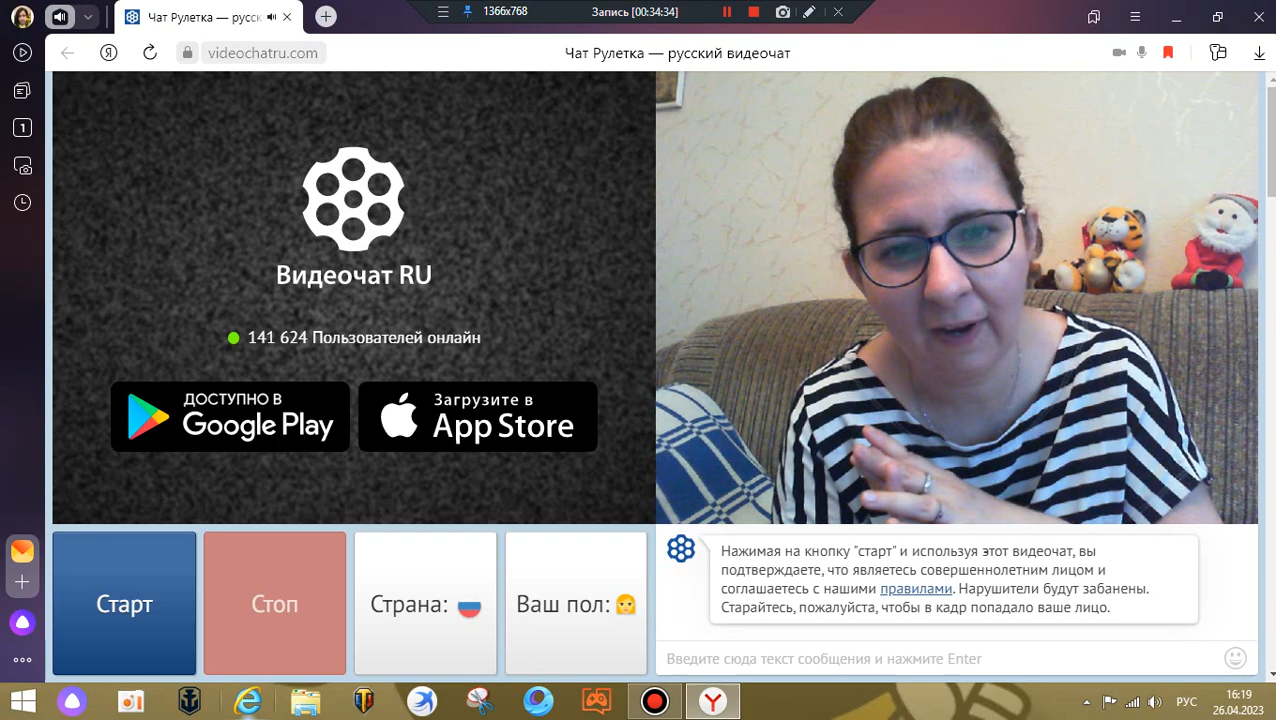 Чат Рулетка — русск
1366x768
Запись [00:34:34]
videochatru.com
Чат Рулетка — русский видеочат
1
Видеочат RU
141 624 Пользователей онлайн
ДОСТУПНО В
Google Play
Загрузите в
App Store
Старт
Стоп
Страна:
Ваш пол:
Нажимая на кнопку "старт" и используя этот видеочат, вы
подтверждаете, что являетесь совершеннолетним лицом и
соглашаетесь с нашими правилами. Нарушители будут забанены.
Старайтесь, пожалуйста, чтобы в кадр попадало ваше лицо.
Введите сюда текст сообщения и нажмите Enter
РУС
16:19
26.04.2023